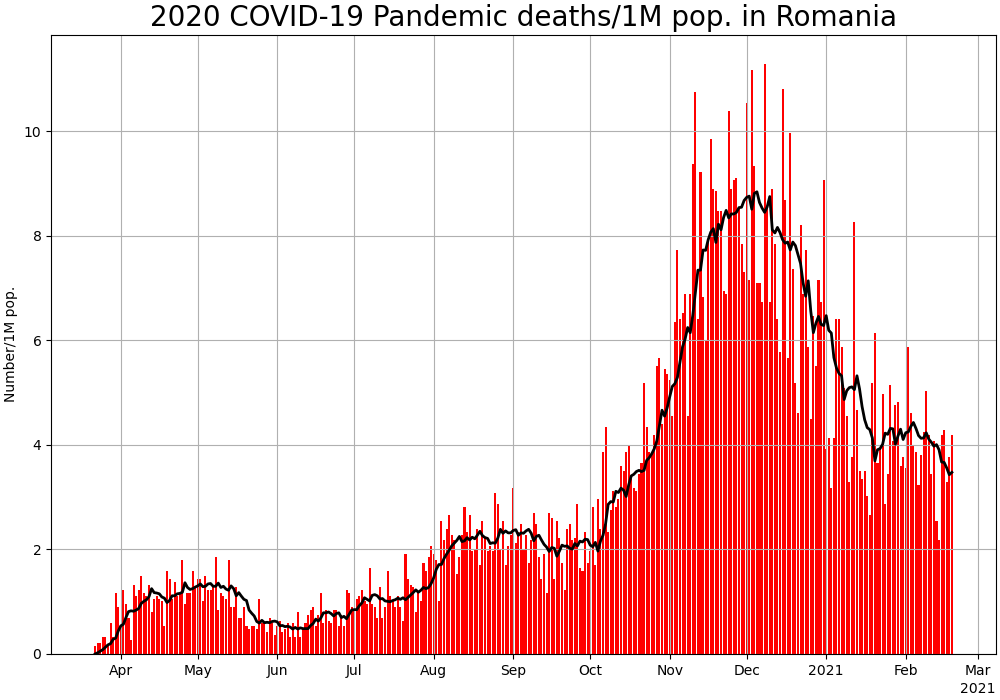 2020 COVID-19 Pandemic deaths/1M pop. in Romania
Number/1M pop.
10
8
6
4
2
0
Apr May Jun Jul Aug Sep Oct Nov Dec 2021 Feb Mar
2021